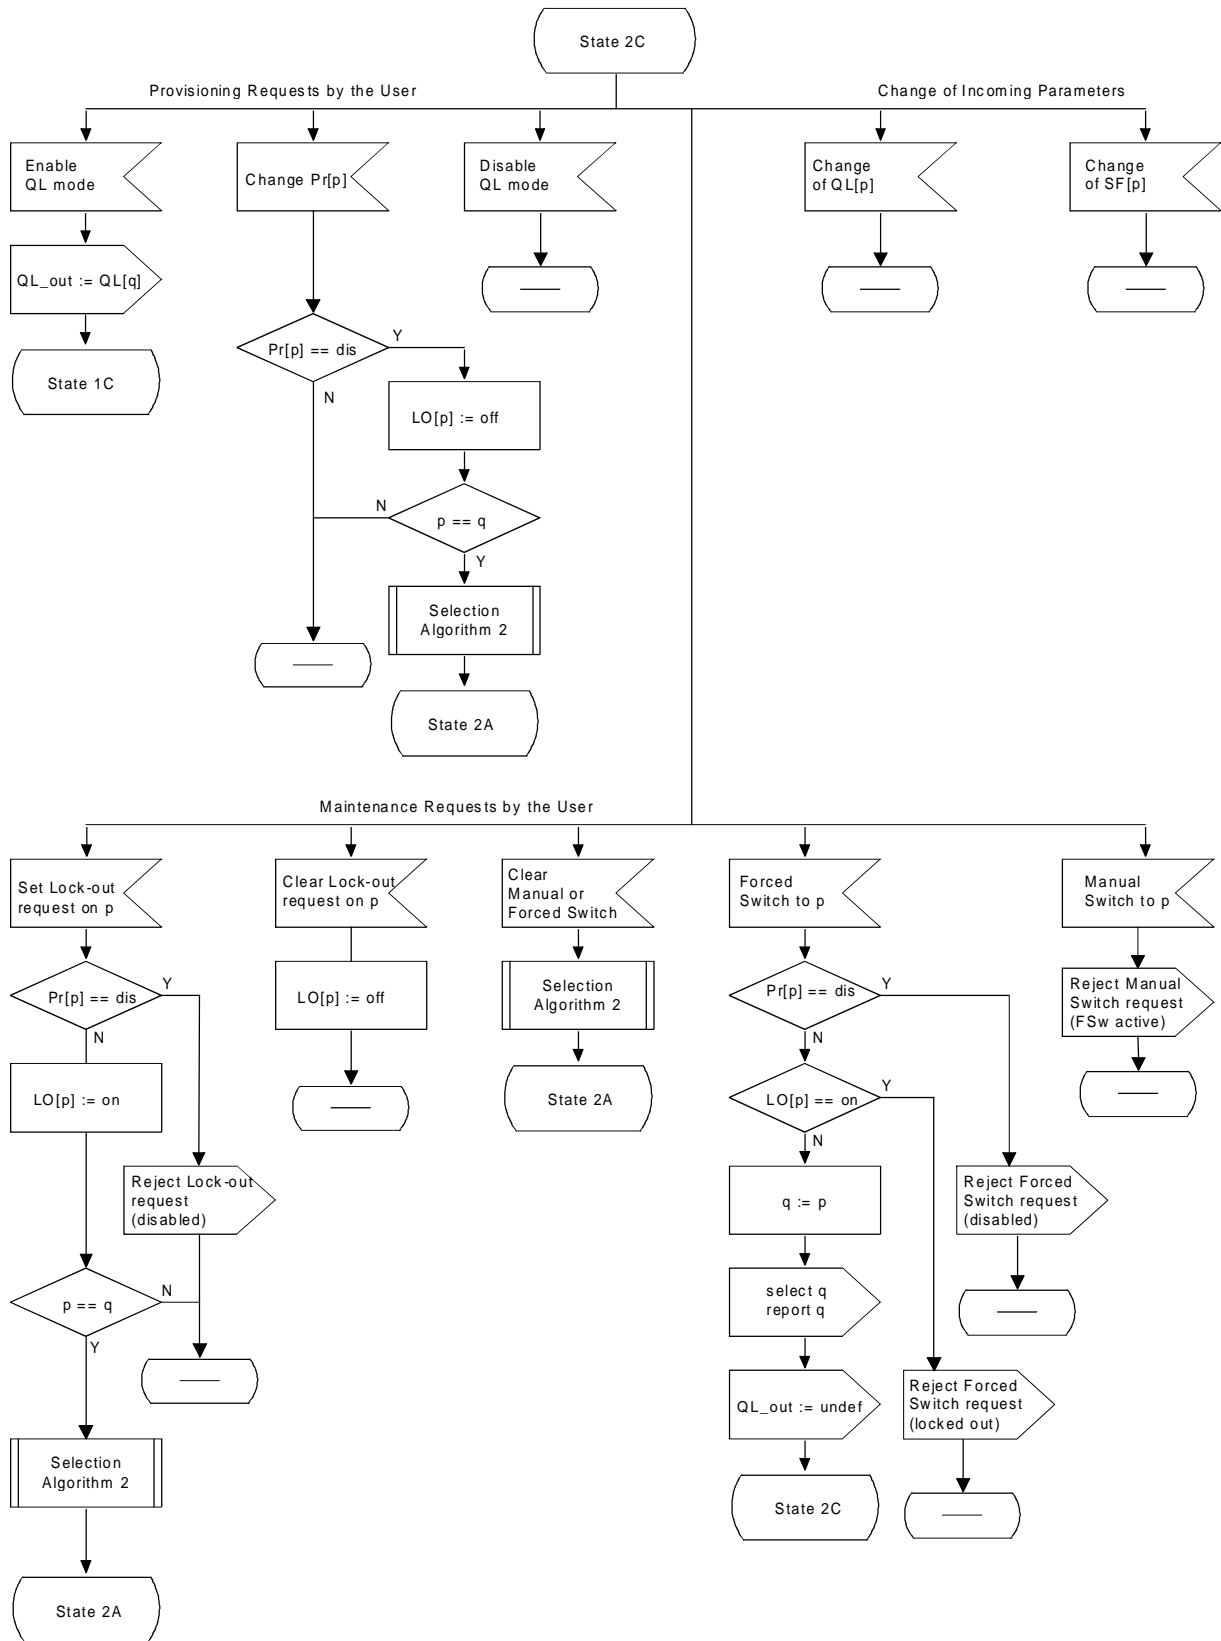 State 2C
Provisioning Requests by the User
Change of Incoming Parameters
Enable
QL mode
Change Pr[p]
Disable
QL mode
Change
of QL[p]
Change
of SF[p]
QL_out := QL[q]
State 1C
Pr[p] == dis
Y
N
LO[p] := off
p == q
N
Y
Selection
Algorithm 2
State 2A
Maintenance Requests by the User
Set Lock-out
request on p
Clear Lock-out
request on p
Clear
Manual or
Forced Switch
Forced
Switch to p
Manual
Switch to p
Pr[p] == dis
Y
N
LO[p] := on
Reject Lock-out
request
(disabled)
p == q
N
Y
Selection
Algorithm 2
State 2A
LO[p] := off
Selection
Algorithm 2
State 2A
Pr[p] == dis
Y
N
LO[p] == on
Y
N
q := p
select q
report q
QL_out := undef
State 2C
Reject Forced
Switch request
(disabled)
Reject Forced
Switch request
(locked out)
Reject Manual
Switch request
(FSw active)